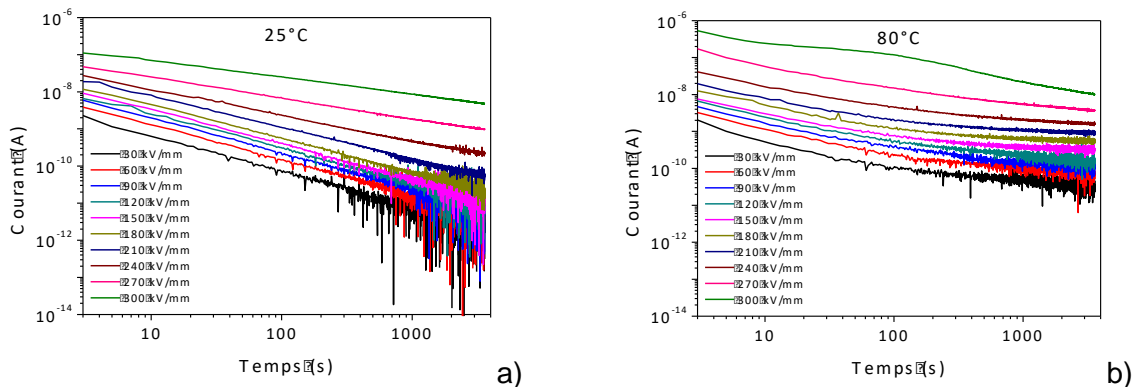 25°C
10^-6
10^-8
10^-10
10^-12
10^-14
Courant (A)
30 kV/mm
60 kV/mm
90 kV/mm
120 kV/mm
150 kV/mm
180 kV/mm
210 kV/mm
240 kV/mm
270 kV/mm
300 kV/mm
10
100
1000
Temps (s)
a)
80°C
10^-6
10^-8
10^-10
10^-12
10^-14
Courant (A)
30 kV/mm
60 kV/mm
90 kV/mm
120 kV/mm
150 kV/mm
180 kV/mm
210 kV/mm
240 kV/mm
270 kV/mm
300 kV/mm
10
100
1000
Temps (s)
b)